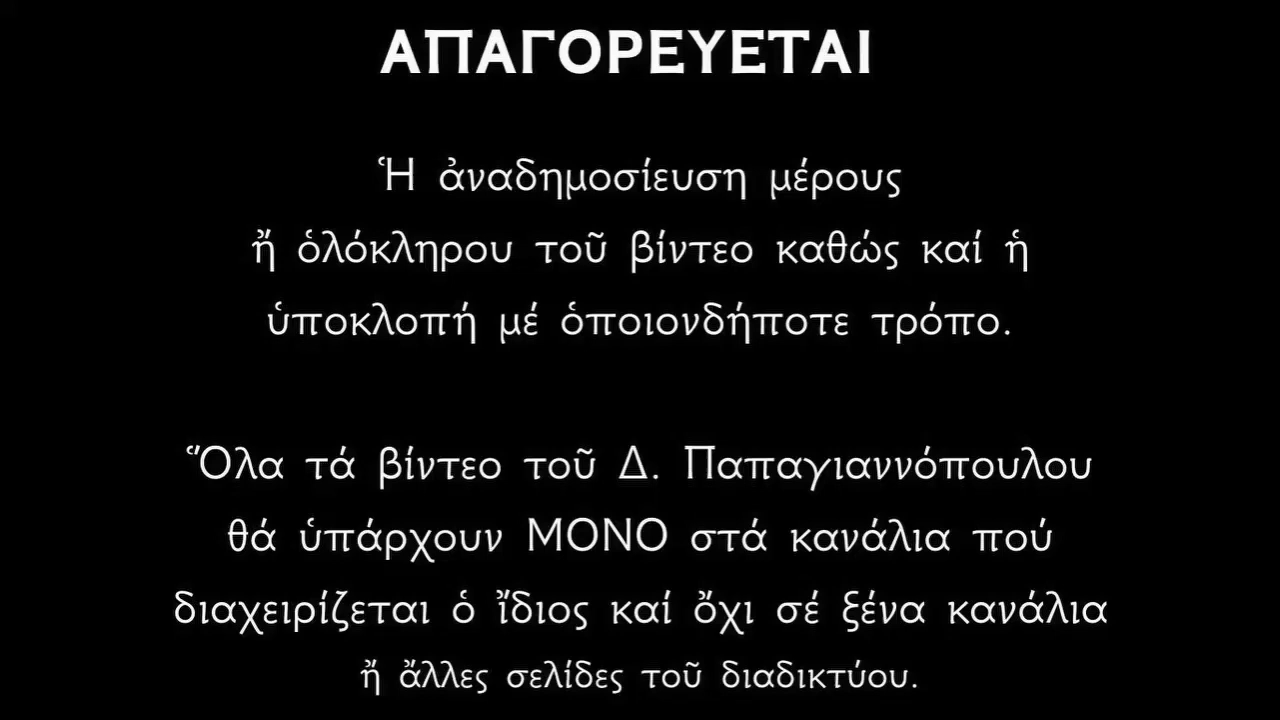 ΑΠΑΓΟΡΕΥΕΤΑΙ
Ἡ ἀναδημοσίευση μέρους
ἤ ὁλόκληρου τοῦ βίντεο καθώς καί ἡ
ὑποκλοπή μέ ὁποιονδήποτε τρόπο.
Ὅλα τά βίντεο τοῦ Δ. Παπαγιαννόπουλου
θά ὑπάρχουν ΜΟΝΟ στά κανάλια πού
διαχειρίζεται ὁ ἴδιος καί ὄχι σέ ξένα κανάλια
ἤ ἄλλες σελίδες τοῦ διαδικτύου.